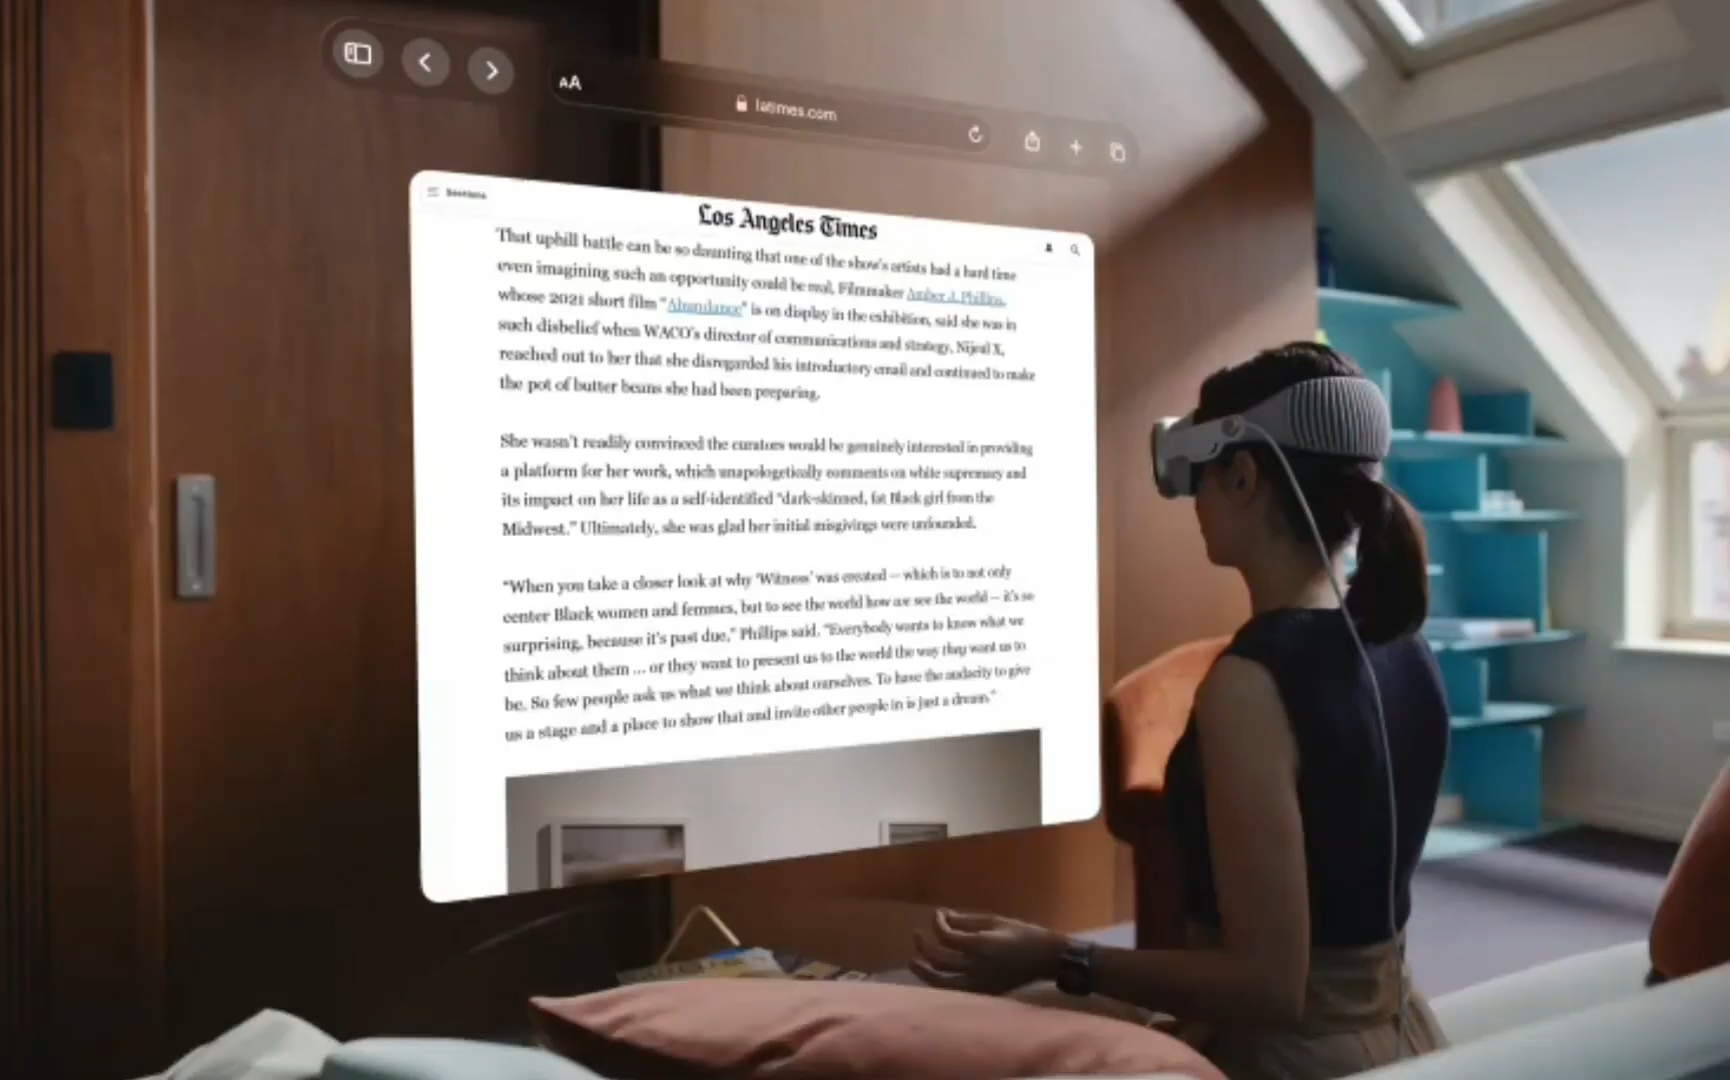 AA
latimes.com
Sections
Los Angeles Times
That uphill battle can be so daunting that one of the show's artists had a hard time
even imagining such an opportunity could be real. Filmmaker Amber J. Phillips,
whose 2021 short film "Abundance" is on display in the exhibition, said she was in
such disbelief when WACO's director of communications and strategy, Nijeul X,
reached out to her that she disregarded his introductory email and continued to make
the pot of butter beans she had been preparing.
She wasn't readily convinced the curators would be genuinely interested in providing
a platform for her work, which unapologetically comments on white supremacy and
its impact on her life as a self-identified "dark-skinned, fat Black girl from the
Midwest." Ultimately, she was glad her initial misgivings were unfounded.
"When you take a closer look at why 'Witness' was created — which is to not only
center Black women and femmes, but to see the world how we see the world — it's so
surprising, because it's past due," Phillips said. "Everybody wants to know what we
think about them ... or they want to present us to the world the way they want us to
be. So few people ask us what we think about ourselves. To have the audacity to give
us a stage and a place to show that and invite other people in is just a dream."